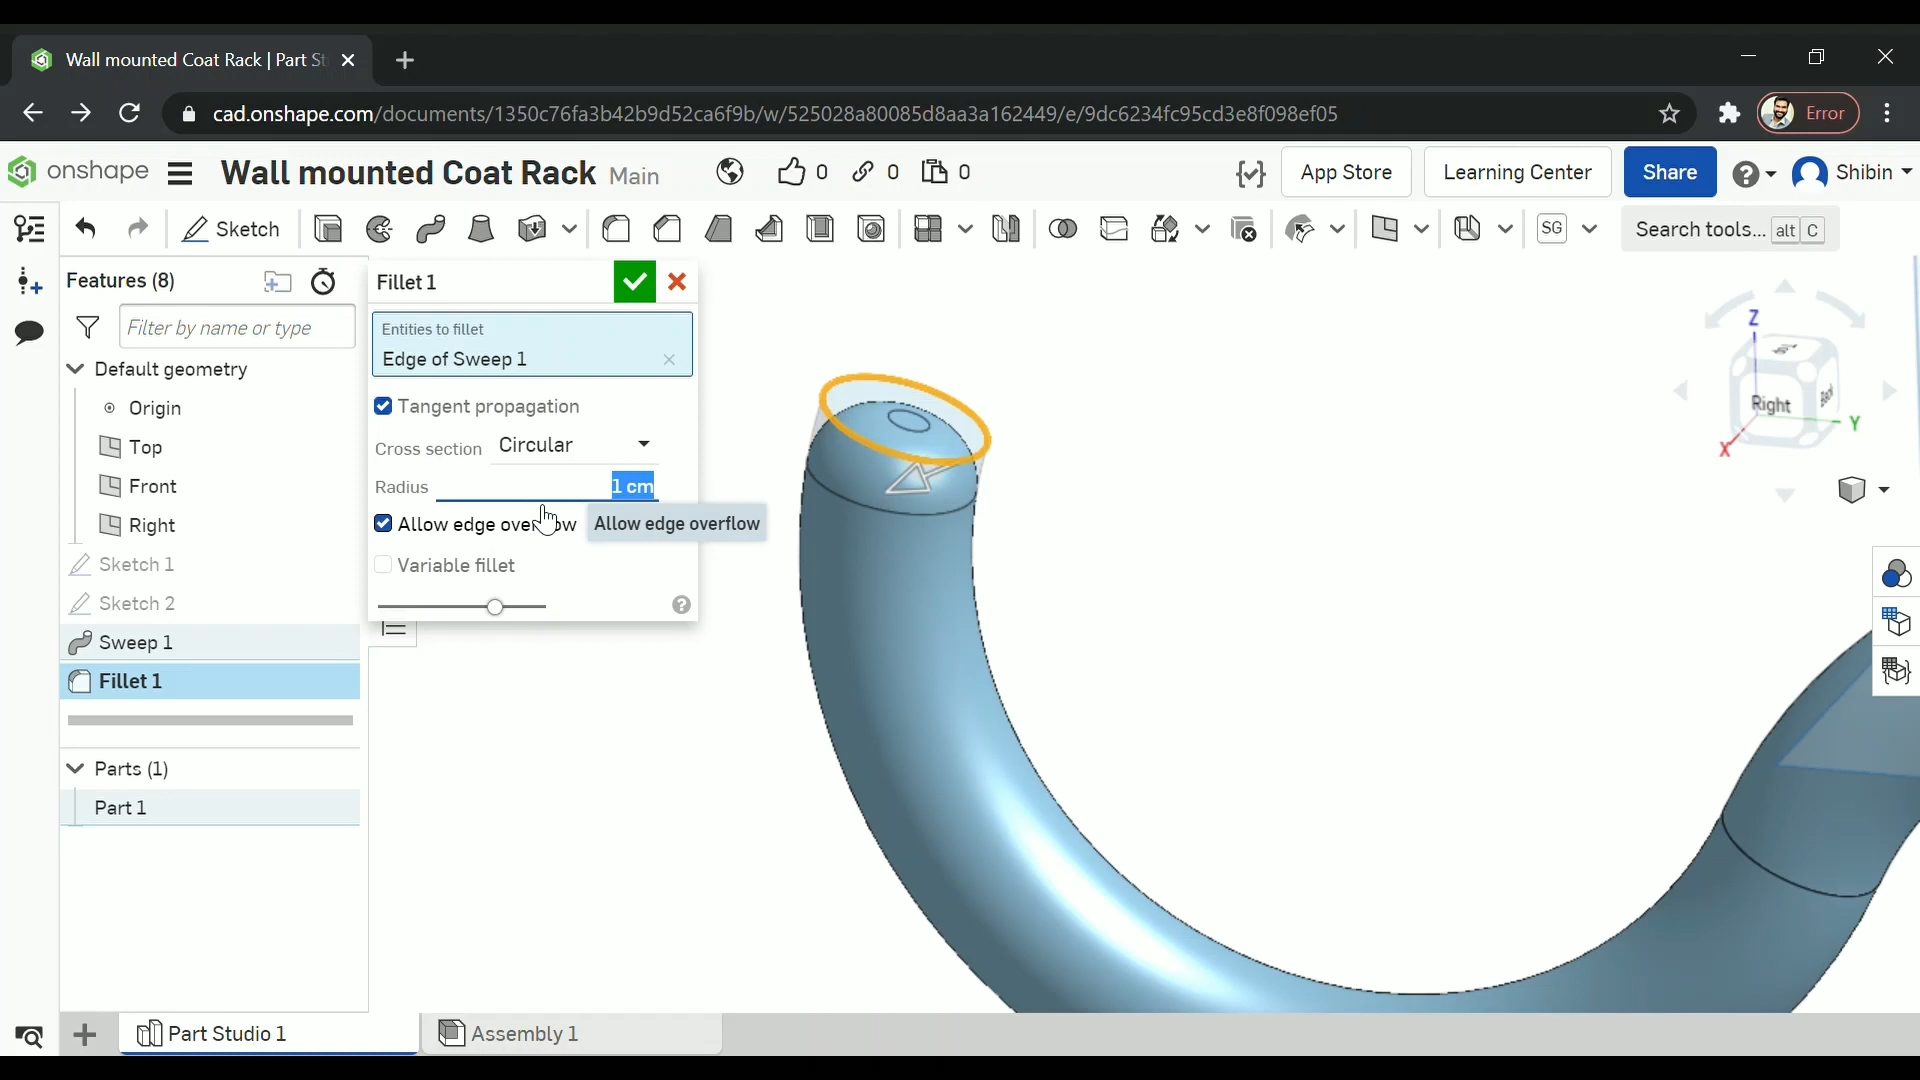 Wall mounted Coat Rack | Part St
cad.onshape.com/documents/1350c76fa3b42b9d52ca6f9b/w/525028a80085d8aa3a162449/e/9dc6234fc95cd3e8f098ef05
Error
onshape
Wall mounted Coat Rack Main
0
0
0
App Store
Learning Center
Share
Shibin
Sketch
SG
Search tools... alt C
Features (8)
Filter by name or type
Default geometry
Origin
Top
Front
Right
Sketch 1
Sketch 2
Sweep 1
Fillet 1
Parts (1)
Part 1
Fillet 1
Entities to fillet
Edge of Sweep 1
Tangent propagation
Cross section Circular
Radius 1 cm
Allow edge overflow
Allow edge overflow
Variable fillet
Z
Right
Back
Y
X
Part Studio 1
Assembly 1